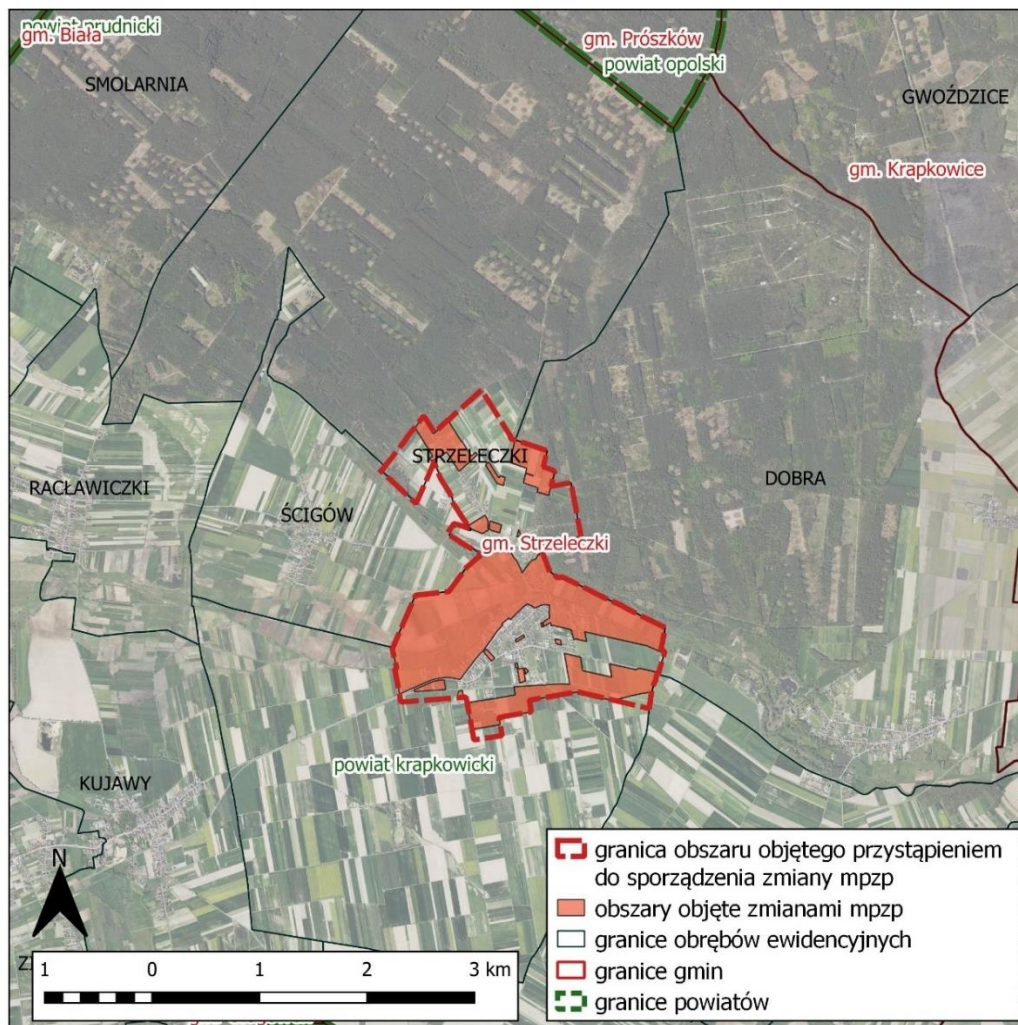 powiat prudnicki
gm. Biała
SMOLARNIA
gm. Prószków
powiat opolski
GWOŹDZICE
gm. Krapkowice
STRZELECZKI
RACŁAWICZKI
ŚCIGÓW
DOBRA
gm. Strzeleczki
powiat krapkowicki
KUJAWY
N
1 0 1 2 3 km
granica obszaru objętego przystąpieniem
do sporządzenia zmiany mpzp
obszary objęte zmianami mpzp
granice obrębów ewidencyjnych
granice gmin
granice powiatów